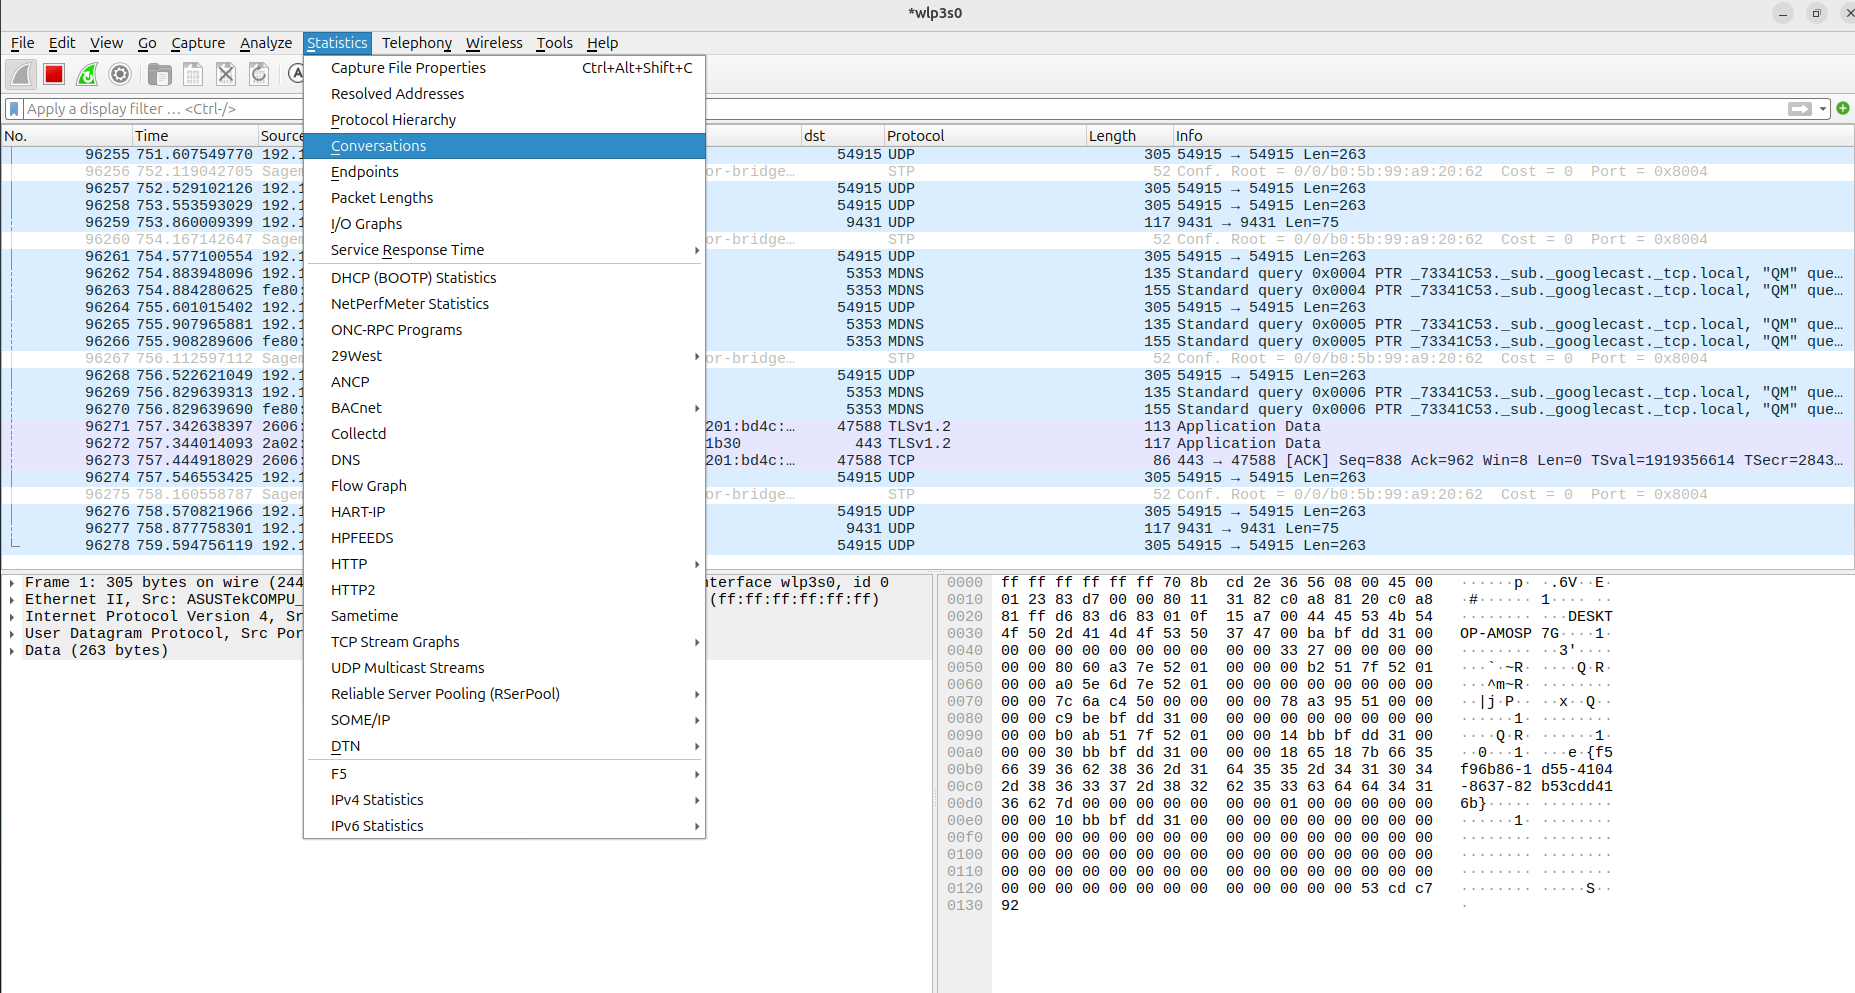 *wlp3s0
File Edit View Go Capture Analyze Statistics Telephony Wireless Tools Help
Apply a display filter … <Ctrl-/>
Capture File Properties Ctrl+Alt+Shift+C
Resolved Addresses
Protocol Hierarchy
Conversations
Endpoints
Packet Lengths
I/O Graphs
Service Response Time
DHCP (BOOTP) Statistics
NetPerfMeter Statistics
ONC-RPC Programs
29West
ANCP
BACnet
Collectd
DNS
Flow Graph
HART-IP
HPFEEDS
HTTP
HTTP2
Sametime
TCP Stream Graphs
UDP Multicast Streams
Reliable Server Pooling (RSerPool)
SOME/IP
DTN
F5
IPv4 Statistics
IPv6 Statistics
No. Time Source dst Protocol Length Info
96255 751.607549770 192.1 54915 UDP 305 54915 → 54915 Len=263
96256 752.119042705 Sagem or-bridge… STP 52 Conf. Root = 0/0/b0:5b:99:a9:20:62 Cost = 0 Port = 0x8004
96257 752.529102126 192.1 54915 UDP 305 54915 → 54915 Len=263
96258 753.553593029 192.1 54915 UDP 305 54915 → 54915 Len=263
96259 753.860009399 192.1 9431 UDP 117 9431 → 9431 Len=75
96260 754.167142647 Sagem or-bridge… STP 52 Conf. Root = 0/0/b0:5b:99:a9:20:62 Cost = 0 Port = 0x8004
96261 754.577100554 192.1 54915 UDP 305 54915 → 54915 Len=263
96262 754.883948096 192.1 5353 MDNS 135 Standard query 0x0004 PTR _73341C53._sub._googlecast._tcp.local, "QM" que…
96263 754.884280625 fe80: 5353 MDNS 155 Standard query 0x0004 PTR _73341C53._sub._googlecast._tcp.local, "QM" que…
96264 755.601015402 192.1 54915 UDP 305 54915 → 54915 Len=263
96265 755.907965881 192.1 5353 MDNS 135 Standard query 0x0005 PTR _73341C53._sub._googlecast._tcp.local, "QM" que…
96266 755.908289606 fe80: 5353 MDNS 155 Standard query 0x0005 PTR _73341C53._sub._googlecast._tcp.local, "QM" que…
96267 756.112597112 Sagem or-bridge… STP 52 Conf. Root = 0/0/b0:5b:99:a9:20:62 Cost = 0 Port = 0x8004
96268 756.522621049 192.1 54915 UDP 305 54915 → 54915 Len=263
96269 756.829639313 192.1 5353 MDNS 135 Standard query 0x0006 PTR _73341C53._sub._googlecast._tcp.local, "QM" que…
96270 756.829639690 fe80: 5353 MDNS 155 Standard query 0x0006 PTR _73341C53._sub._googlecast._tcp.local, "QM" que…
96271 757.342638397 2606: 201:bd4c:… 47588 TLSv1.2 113 Application Data
96272 757.344014093 2a02: 1b30 443 TLSv1.2 117 Application Data
96273 757.444918029 2606: 201:bd4c:… 47588 TCP 86 443 → 47588 [ACK] Seq=838 Ack=962 Win=8 Len=0 TSval=1919356614 TSecr=2843…
96274 757.546553425 192.1 54915 UDP 305 54915 → 54915 Len=263
96275 758.160558787 Sagem or-bridge… STP 52 Conf. Root = 0/0/b0:5b:99:a9:20:62 Cost = 0 Port = 0x8004
96276 758.570821966 192.1 54915 UDP 305 54915 → 54915 Len=263
96277 758.877758301 192.1 9431 UDP 117 9431 → 9431 Len=75
96278 759.594756119 192.1 54915 UDP 305 54915 → 54915 Len=263
Frame 1: 305 bytes on wire (244 nterface wlp3s0, id 0
Ethernet II, Src: ASUSTekCOMPU_ (ff:ff:ff:ff:ff:ff)
Internet Protocol Version 4, Sr
User Datagram Protocol, Src Por
Data (263 bytes)
0000 ff ff ff ff ff ff 70 8b cd 2e 36 56 08 00 45 00 ······p· ·.6V··E·
0010 01 23 83 d7 00 00 80 11 31 82 c0 a8 81 20 c0 a8 ·#······ 1···· ··
0020 81 ff d6 83 d6 83 01 0f 15 a7 00 44 45 53 4b 54 ········ ···DESKT
0030 4f 50 2d 41 4d 4f 53 50 37 47 00 ba bf dd 31 00 OP-AMOSP 7G····1·
0040 00 00 00 00 00 00 00 00 00 33 27 00 00 00 00 00 ········ ·3'·····
0050 00 00 80 60 a3 7e 52 01 00 00 00 b2 51 7f 52 01 ···`·~R· ····Q·R·
0060 00 00 a0 5e 6d 7e 52 01 00 00 00 00 00 00 00 00 ···^m~R· ········
0070 00 00 7c 6a c4 50 00 00 00 00 78 a3 95 51 00 00 ··|j·P·· ··x··Q··
0080 00 00 c9 be bf dd 31 00 00 00 00 00 00 00 00 00 ······1· ········
0090 00 00 b0 ab 51 7f 52 01 00 00 14 bb bf dd 31 00 ····Q·R· ······1·
00a0 00 00 30 bb bf dd 31 00 00 00 18 65 18 7b 66 35 ··0···1· ···e·{f5
00b0 66 39 36 62 38 36 2d 31 64 35 35 2d 34 31 30 34 f96b86-1 d55-4104
00c0 2d 38 36 33 37 2d 38 32 62 35 33 63 64 64 34 31 -8637-82 b53cdd41
00d0 36 62 7d 00 00 00 00 00 00 00 01 00 00 00 00 00 6b}····· ········
00e0 00 00 10 bb bf dd 31 00 00 00 00 00 00 00 00 00 ······1· ········
00f0 00 00 00 00 00 00 00 00 00 00 00 00 00 00 00 00 ········ ········
0100 00 00 00 00 00 00 00 00 00 00 00 00 00 00 00 00 ········ ········
0110 00 00 00 00 00 00 00 00 00 00 00 00 00 00 00 00 ········ ········
0120 00 00 00 00 00 00 00 00 00 00 00 00 00 53 cd c7 ········ ·····S··
0130 92 ·